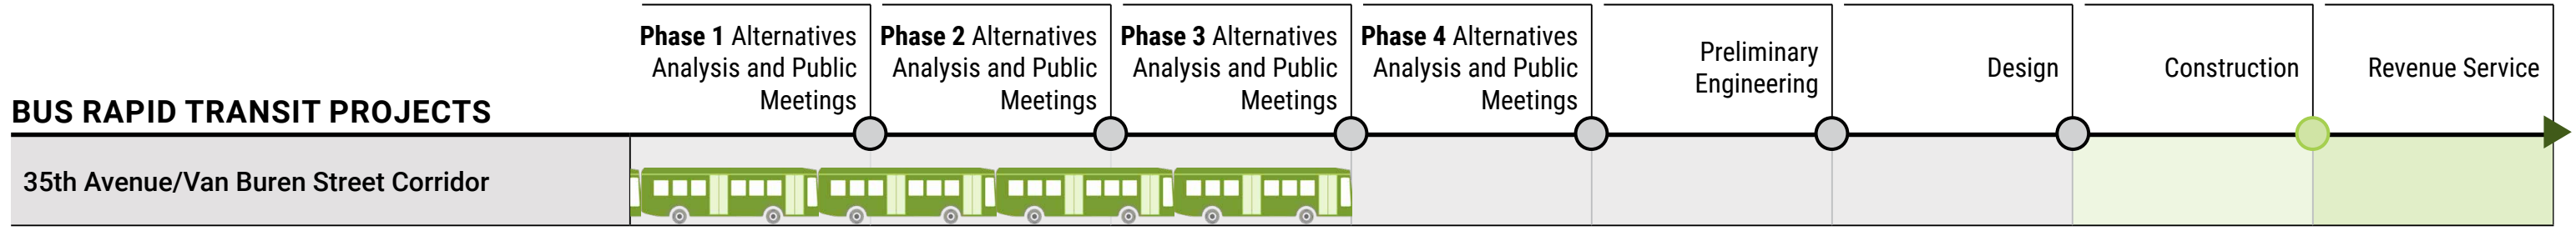 Phase 1 Alternatives
Analysis and Public
Meetings
Phase 2 Alternatives
Analysis and Public
Meetings
Phase 3 Alternatives
Analysis and Public
Meetings
Phase 4 Alternatives
Analysis and Public
Meetings
Preliminary
Engineering
Design
Construction
Revenue Service
BUS RAPID TRANSIT PROJECTS
35th Avenue/Van Buren Street Corridor